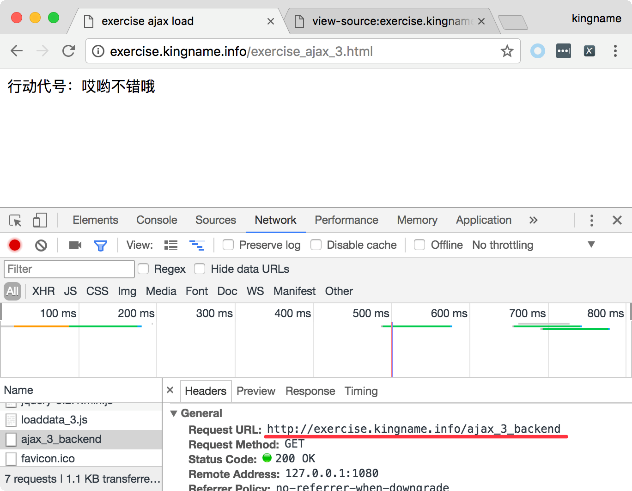 exercise ajax load
view-source:exercise.kingname
kingname
exercise.kingname.info/exercise_ajax_3.html
行动代号：哎哟不错哦
Elements Console Sources Network Performance Memory Application »
View: Preserve log Disable cache Offline No throttling
Filter Regex Hide data URLs
All XHR JS CSS Img Media Font Doc WS Manifest Other
100 ms 200 ms 300 ms 400 ms 500 ms 600 ms 700 ms 800 ms
Name
× Headers Preview Response Timing
loaddata_3.js
ajax_3_backend
favicon.ico
7 requests | 1.1 KB transferre...
General
Request URL: http://exercise.kingname.info/ajax_3_backend
Request Method: GET
Status Code: 200 OK
Remote Address: 127.0.0.1:1080
Referrer Policy: no-referrer-when-downgrade